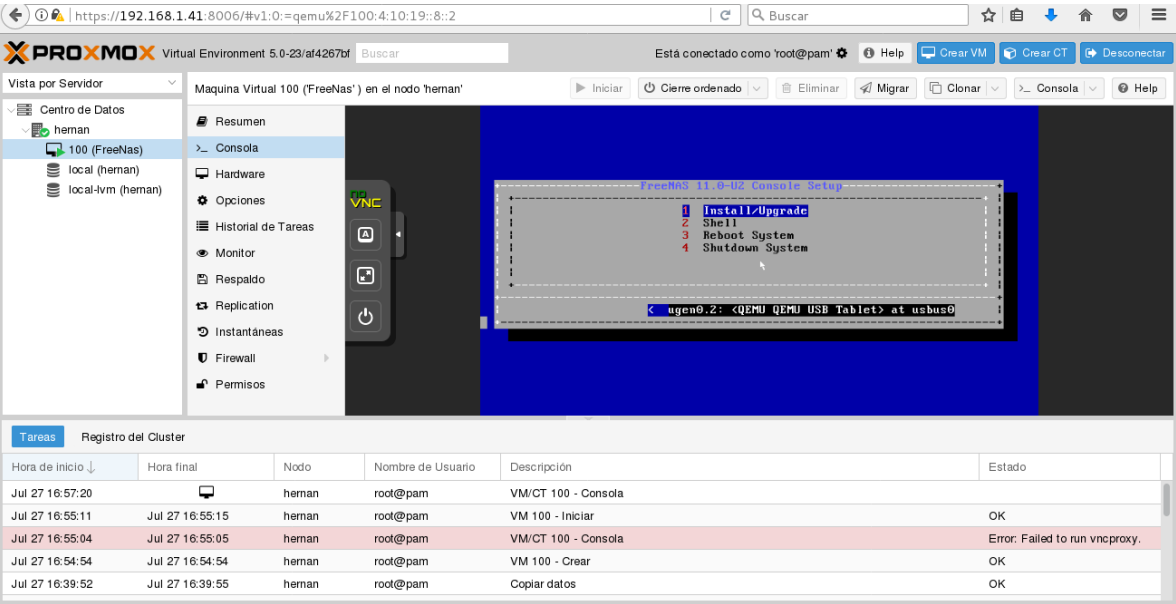 https://192.168.1.41:8006/#v1:0:=qemu%2F100:4:10:19::8::2
Buscar
PROXMOX Virtual Environment 5.0-23/af4267bf Buscar Está conectado como 'root@pam' Help Crear VM Crear CT Desconectar
Vista por Servidor
Centro de Datos
hernan
100 (FreeNas)
local (hernan)
local-lvm (hernan)
Maquina Virtual 100 ('FreeNas' ) en el nodo 'hernan'
Iniciar Cierre ordenado Eliminar Migrar Clonar >_ Consola Help
Resumen
>_ Consola
Hardware
Opciones
Historial de Tareas
Monitor
Respaldo
Replication
Instantáneas
Firewall
Permisos
no
VNC
A
FreeNAS 11.0-U2 Console Setup
1 Install/Upgrade
2 Shell
3 Reboot System
4 Shutdown System
< ugen0.2: <QEMU QEMU USB Tablet> at usbus0
Tareas Registro del Cluster
Hora de inicio Hora final Nodo Nombre de Usuario Descripción Estado
Jul 27 16:57:20 hernan root@pam VM/CT 100 - Consola
Jul 27 16:55:11 Jul 27 16:55:15 hernan root@pam VM 100 - Iniciar OK
Jul 27 16:55:04 Jul 27 16:55:05 hernan root@pam VM/CT 100 - Consola Error: Failed to run vncproxy.
Jul 27 16:54:54 Jul 27 16:54:54 hernan root@pam VM 100 - Crear OK
Jul 27 16:39:52 Jul 27 16:39:55 hernan root@pam Copiar datos OK